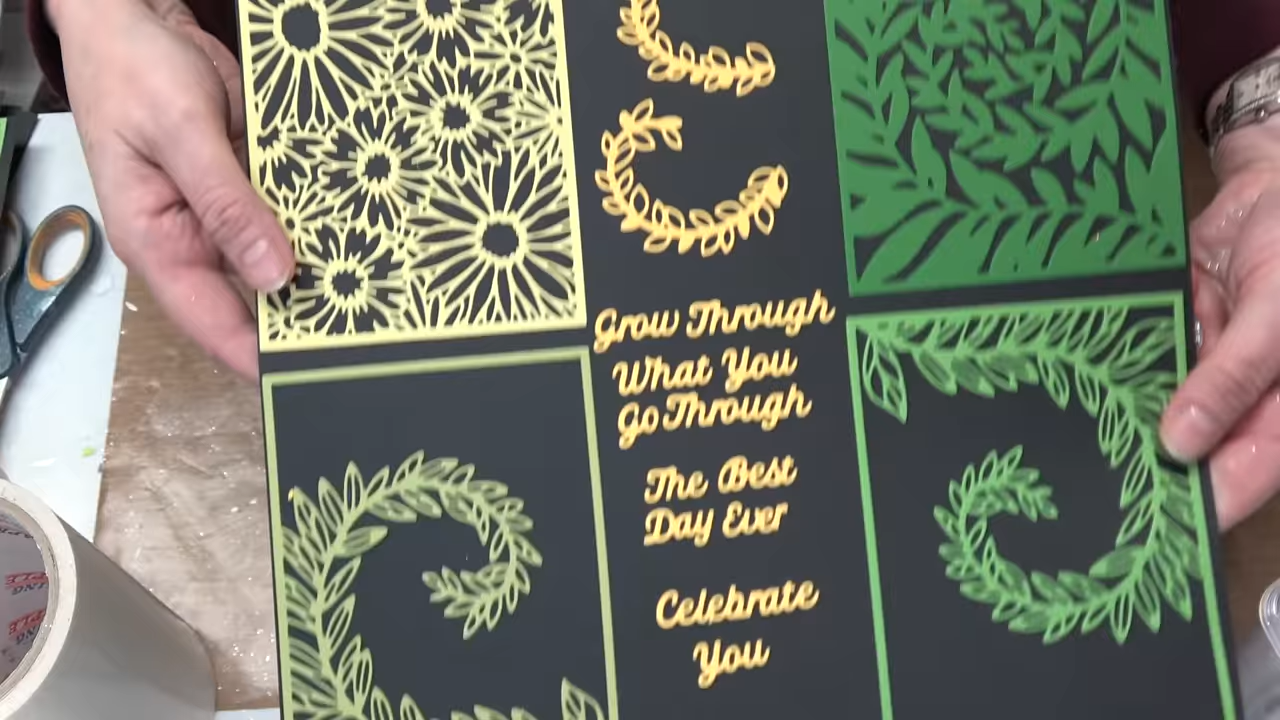 Grow Through
What You
Go Through
The Best
Day Ever
Celebrate
You